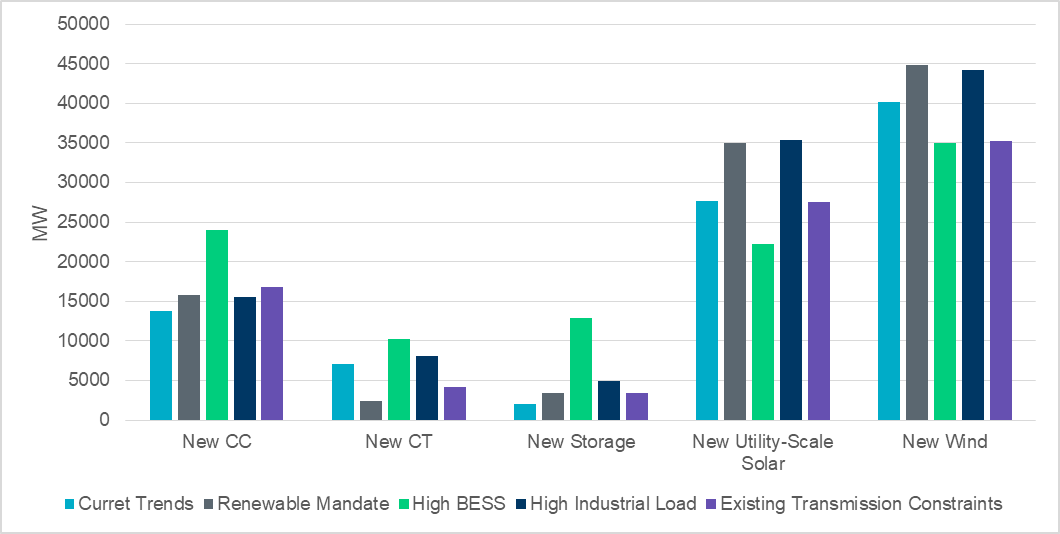 50000
45000
40000
35000
30000
25000
20000
15000
10000
5000
0
MW
New CC
New CT
New Storage
New Utility-Scale
Solar
New Wind
Curret Trends
Renewable Mandate
High BESS
High Industrial Load
Existing Transmission Constraints